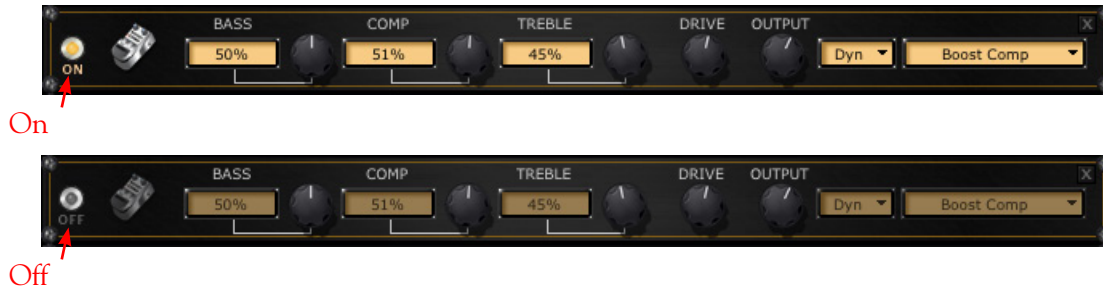 BASS COMP TREBLE DRIVE OUTPUT X
50% 51% 45% Dyn Boost Comp
ON
On
BASS COMP TREBLE DRIVE OUTPUT X
50% 51% 45% Dyn Boost Comp
OFF
Off